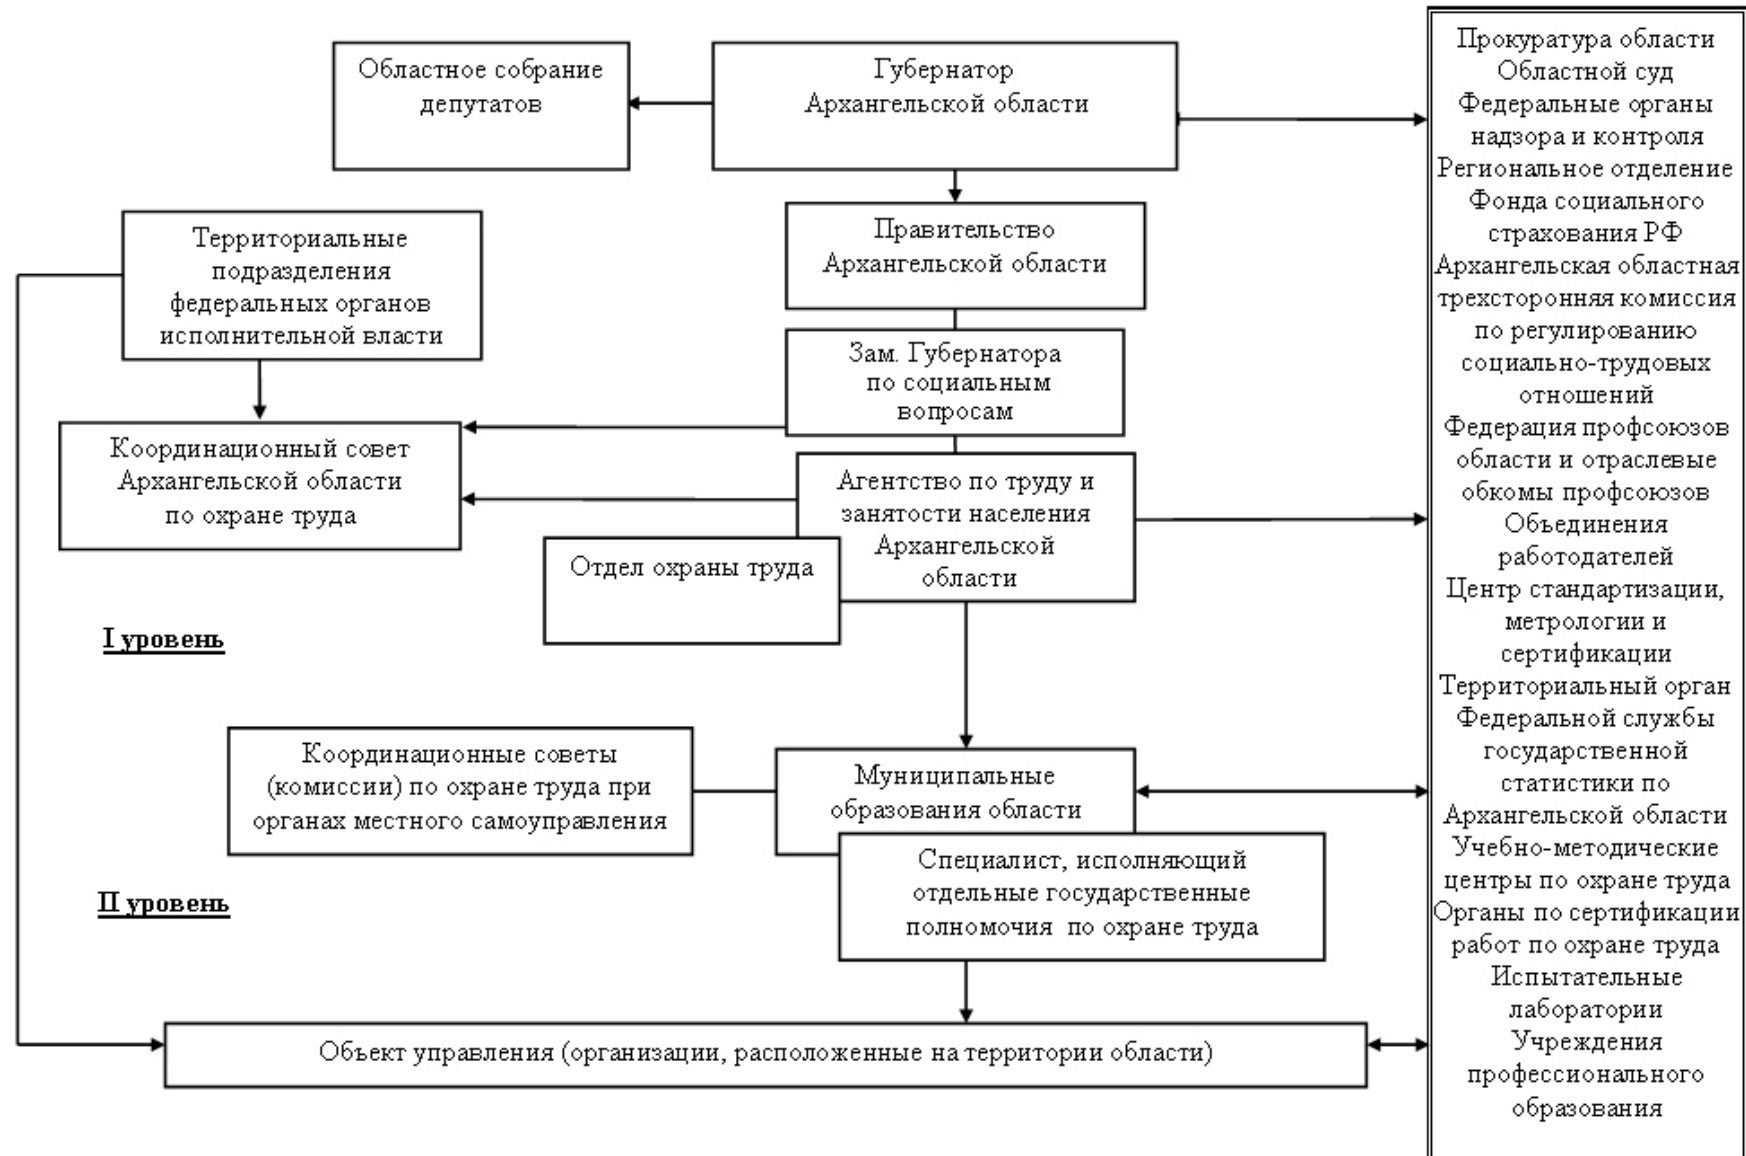 Областное собрание
депутатов
Губернатор
Архангельской области
Территориальные
подразделения
федеральных органов
исполнительной власти
Правительство
Архангельской области
Зам. Губернатора
по социальным
вопросам
Координационный совет
Архангельской области
по охране труда
Агентство по труду и
занятости населения
Архангельской
области
Отдел охраны труда
I уровень
Координационные советы
(комиссии) по охране труда при
органах местного самоуправления
Муниципальные
образования области
Специалист, исполняющий
отдельные государственные
полномочия по охране труда
II уровень
Объект управления (организации, расположенные на территории области)
Прокуратура области
Областной суд
Федеральные органы
надзора и контроля
Региональное отделение
Фонда социального
страхования РФ
Архангельская областная
трехсторонняя комиссия
по регулированию
социально-трудовых
отношений
Федерация профсоюзов
области и отраслевые
обкомы профсоюзов
Объединения
работодателей
Центр стандартизации,
метрологии и
сертификации
Территориальный орган
Федеральной службы
государственной
статистики по
Архангельской области
Учебно-методические
центры по охране труда
Органы по сертификации
работ по охране труда
Испытательные
лаборатории
Учреждения
профессионального
образования